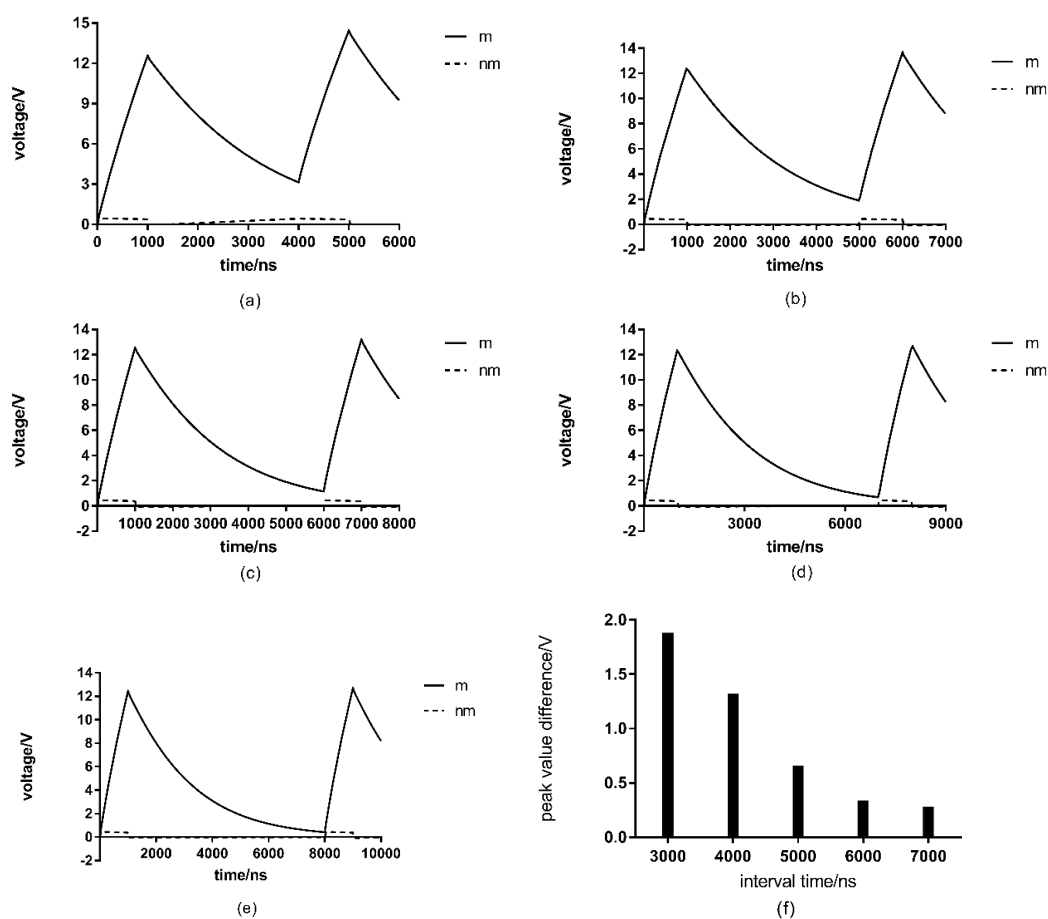 15
12
9
6
3
0
voltage/V
0 1000 2000 3000 4000 5000 6000
time/ns
m
nm
(a)
14
12
10
8
6
4
2
0
-2
voltage/V
1000 2000 3000 4000 5000 6000 7000
time/ns
m
nm
(b)
14
12
10
8
6
4
2
0
-2
voltage/V
1000 2000 3000 4000 5000 6000 7000 8000
time/ns
m
nm
(c)
14
12
10
8
6
4
2
0
-2
voltage/V
3000 6000 9000
time/ns
m
nm
(d)
14
12
10
8
6
4
2
0
-2
voltage/V
2000 4000 6000 8000 10000
time/ns
m
nm
(e)
2.0
1.5
1.0
0.5
0.0
peak value difference/V
3000 4000 5000 6000 7000
interval time/ns
(f)